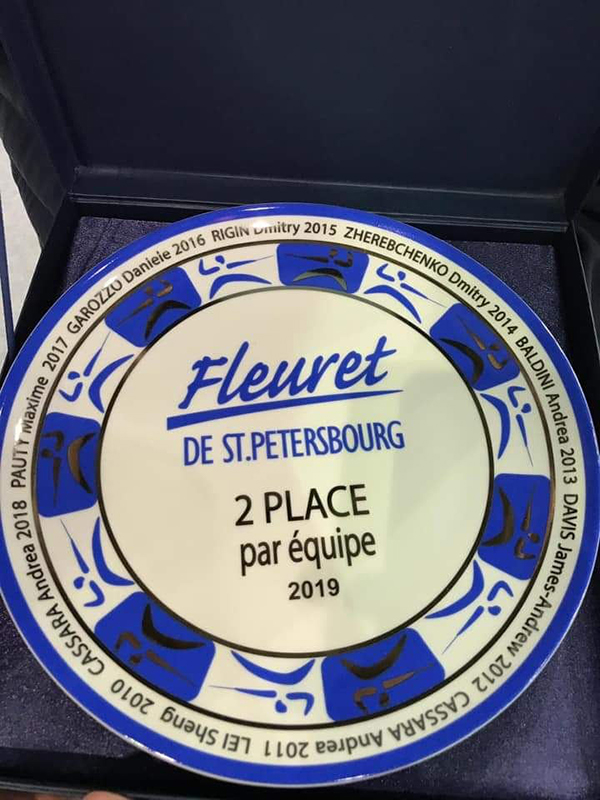 CASSARA Andrea 2018 PAUTY Maxime 2017 GAROZZO Daniele 2016 RIGIN Dmitry 2015 ZHEREBCHENKO Dmitry 2014 BALDINI Andrea 2013 DAVIS James-Andrew 2012 CASSARA Andrea 2011 LEI Sheng 2010
Fleuret
DE ST.PETERSBOURG
2 PLACE
par équipe
2019